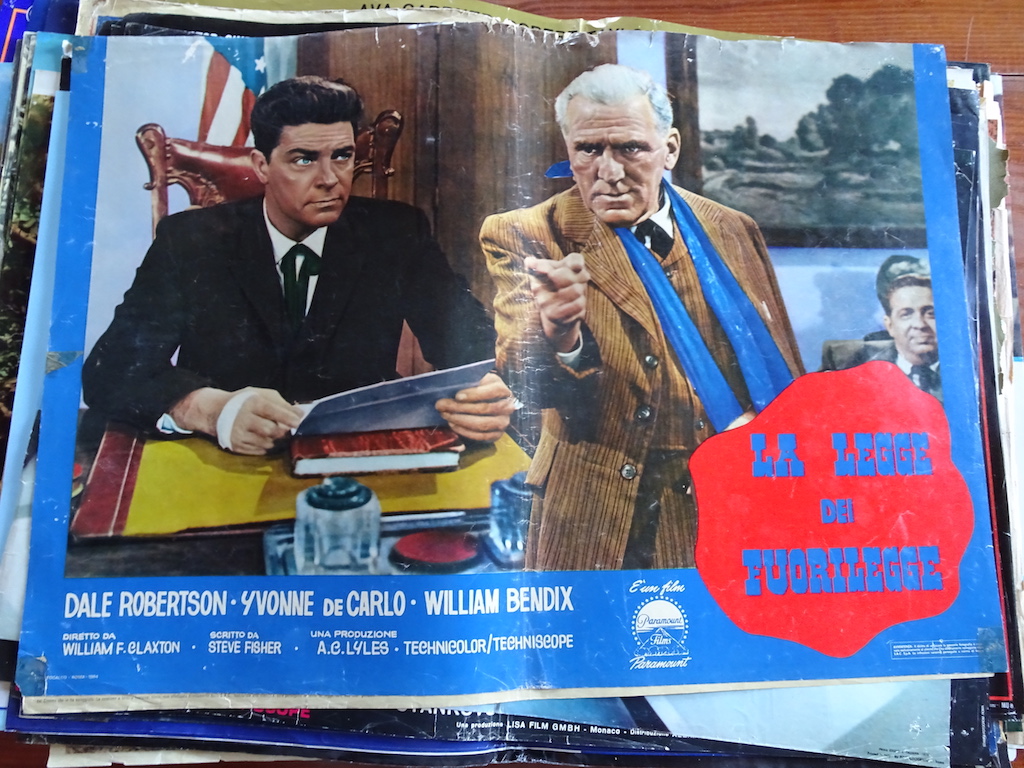 LA LEGGE
DEI
FUORILEGGE
DALE ROBERTSON · YVONNE DE CARLO · WILLIAM BENDIX
DIRETTO DA
WILLIAM F. CLAXTON ·
SCRITTO DA
STEVE FISHER ·
UNA PRODUZIONE
A.C. LYLES · TECHNICOLOR/TECHNISCOPE
E' un film
Paramount
Films
Paramount
Una produzione LISA FILM GMBH - Monaco -